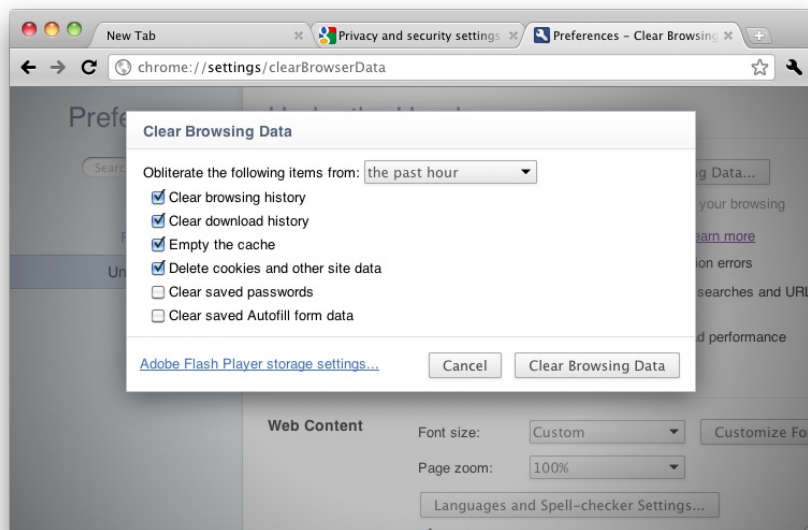 New Tab
Privacy and security settings
Preferences - Clear Browsing
chrome://settings/clearBrowserData
Prefe
Clear Browsing Data
Searc
Obliterate the following items from: the past hour
g Data...
Clear browsing history
your browsing
Clear download history
earn more
Empty the cache
ion errors
Un
Delete cookies and other site data
searches and URL
Clear saved passwords
Clear saved Autofill form data
d performance
Adobe Flash Player storage settings...
Cancel
Clear Browsing Data
Web Content
Font size:
Custom
Customize Fo
Page zoom:
100%
Languages and Spell-checker Settings...